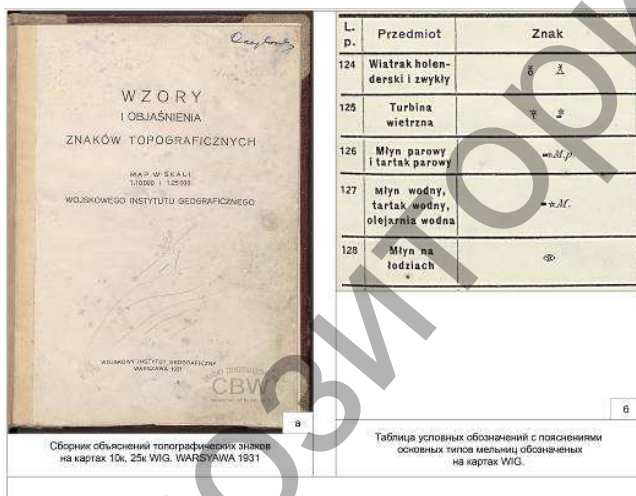 WZORY
I OBJAŚNIENIA
ZNAKÓW TOPOGRAFICZNYCH
MAP W SKALI
1:10000 i 1:25000
WOJSKOWEGO INSTYTUTU GEOGRAFICZNEGO
WOJSKOWY INSTYTUT GEOGRAFICZNY
WARSZAWA 1931
CBW
а
Сборник объяснений топографических знаков
на картах 10к, 25к WIG. WARSYAWA 1931
L. p. Przedmiot Znak
124 Wiatrak holen-
derski i zwykły
125 Turbina
wietrzna
126 Młyn parowy
i tartak parowy
M.p.
127 Młyn wodny,
tartak wodny,
olejarnia wodna
M.
128 Młyn na
łodziach
б
Таблица условных обозначений с пояснениями
основных типов мельниц обозначеных
на картах WIG.